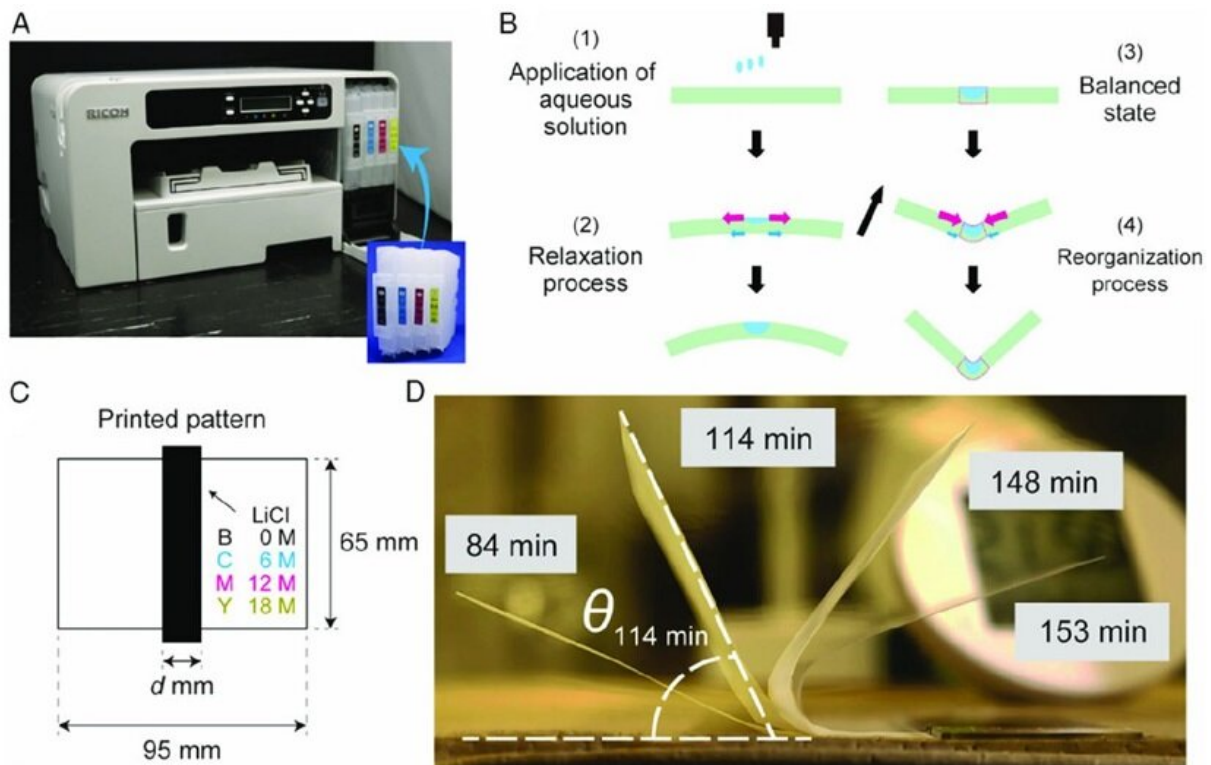 A
RICOH
B
(1)
Application of
aqueous
solution
(2)
Relaxation
process
(3)
Balanced
state
(4)
Reorganization
process
C
Printed pattern
LiCl
B 0 M
C 6 M
M 12 M
Y 18 M
65 mm
d mm
95 mm
D
84 min
114 min
θ114 min
148 min
153 min